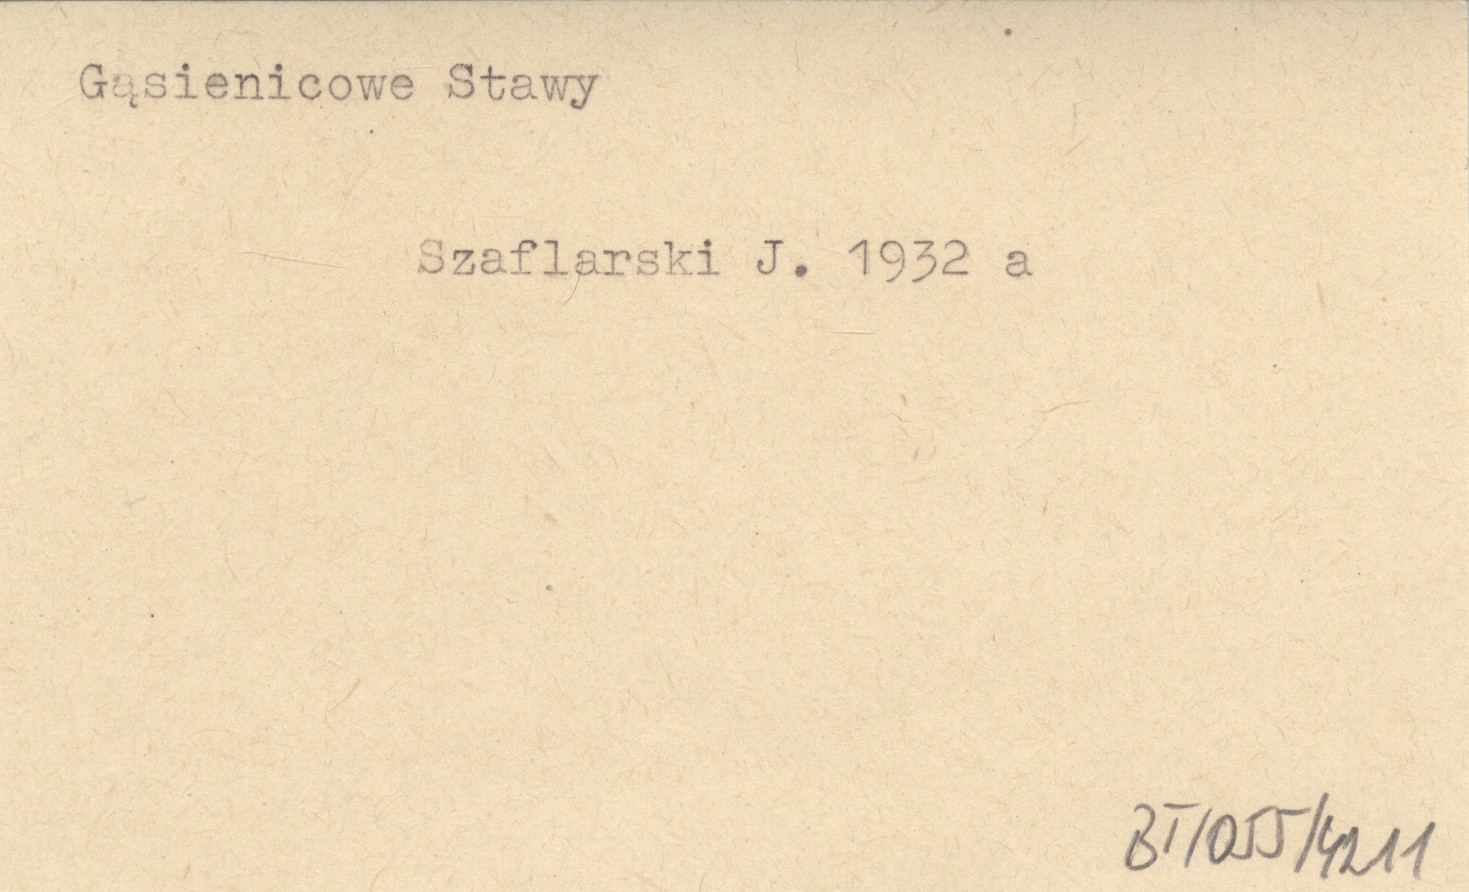 Gąsienicowe Stawy
Szaflarski J. 1932 a
BT/055/4211